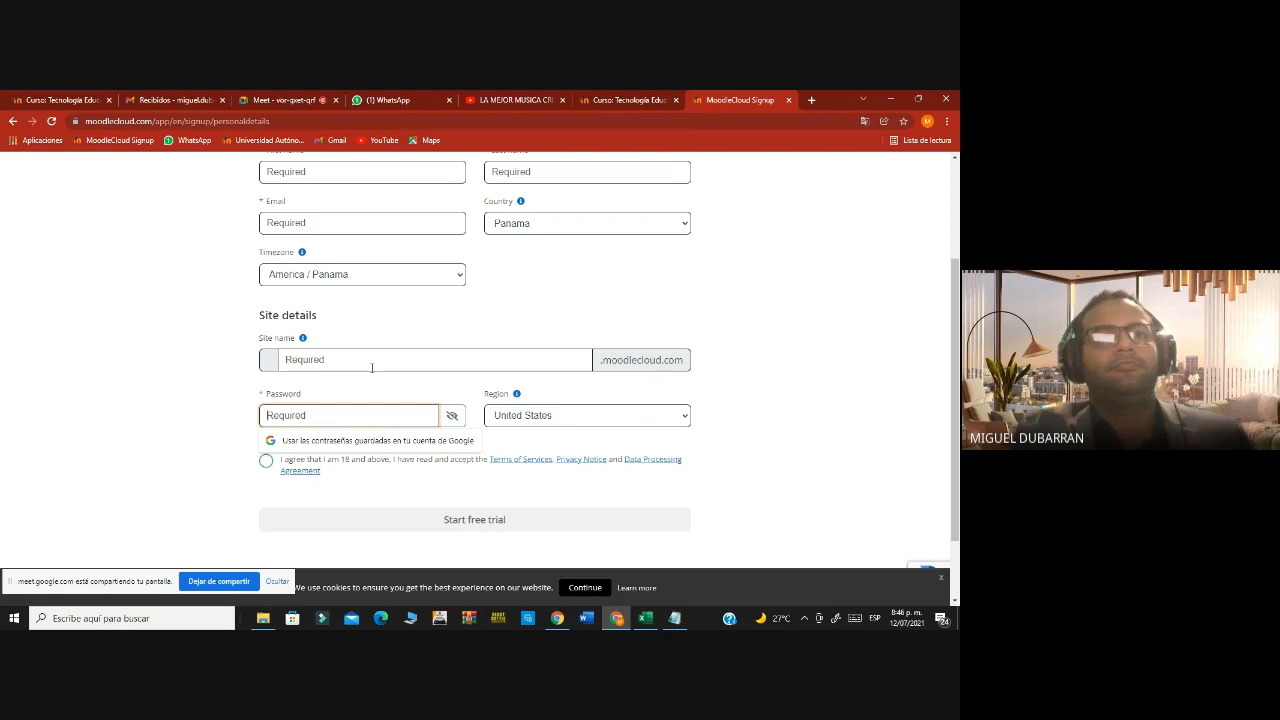 Curso: Tecnología Educ
Recibidos - miguel.dub
Meet - vor-qxet-qrf
(1) WhatsApp
LA MEJOR MUSICA CRI
Curso: Tecnología Educ
MoodleCloud Signup
moodlecloud.com/app/en/signup/personaldetails
M
Aplicaciones
MoodleCloud Signup
WhatsApp
Universidad Autóno...
Gmail
YouTube
Maps
Lista de lectura
Required
Required
* Email
Country
Required
Panama
Timezone
America / Panama
Site details
Site name
Required
.moodlecloud.com
* Password
Region
Required
United States
Usar las contraseñas guardadas en tu cuenta de Google
I agree that I am 18 and above, I have read and accept the Terms of Services, Privacy Notice and Data Processing
Agreement
Start free trial
MIGUEL DUBARRAN
meet.google.com está compartiendo tu pantalla.
Dejar de compartir
Ocultar
We use cookies to ensure you get the best experience on our website.
Continue
Learn more
x
Escribe aquí para buscar
27°C
ESP
8:46 p. m.
12/07/2021
24